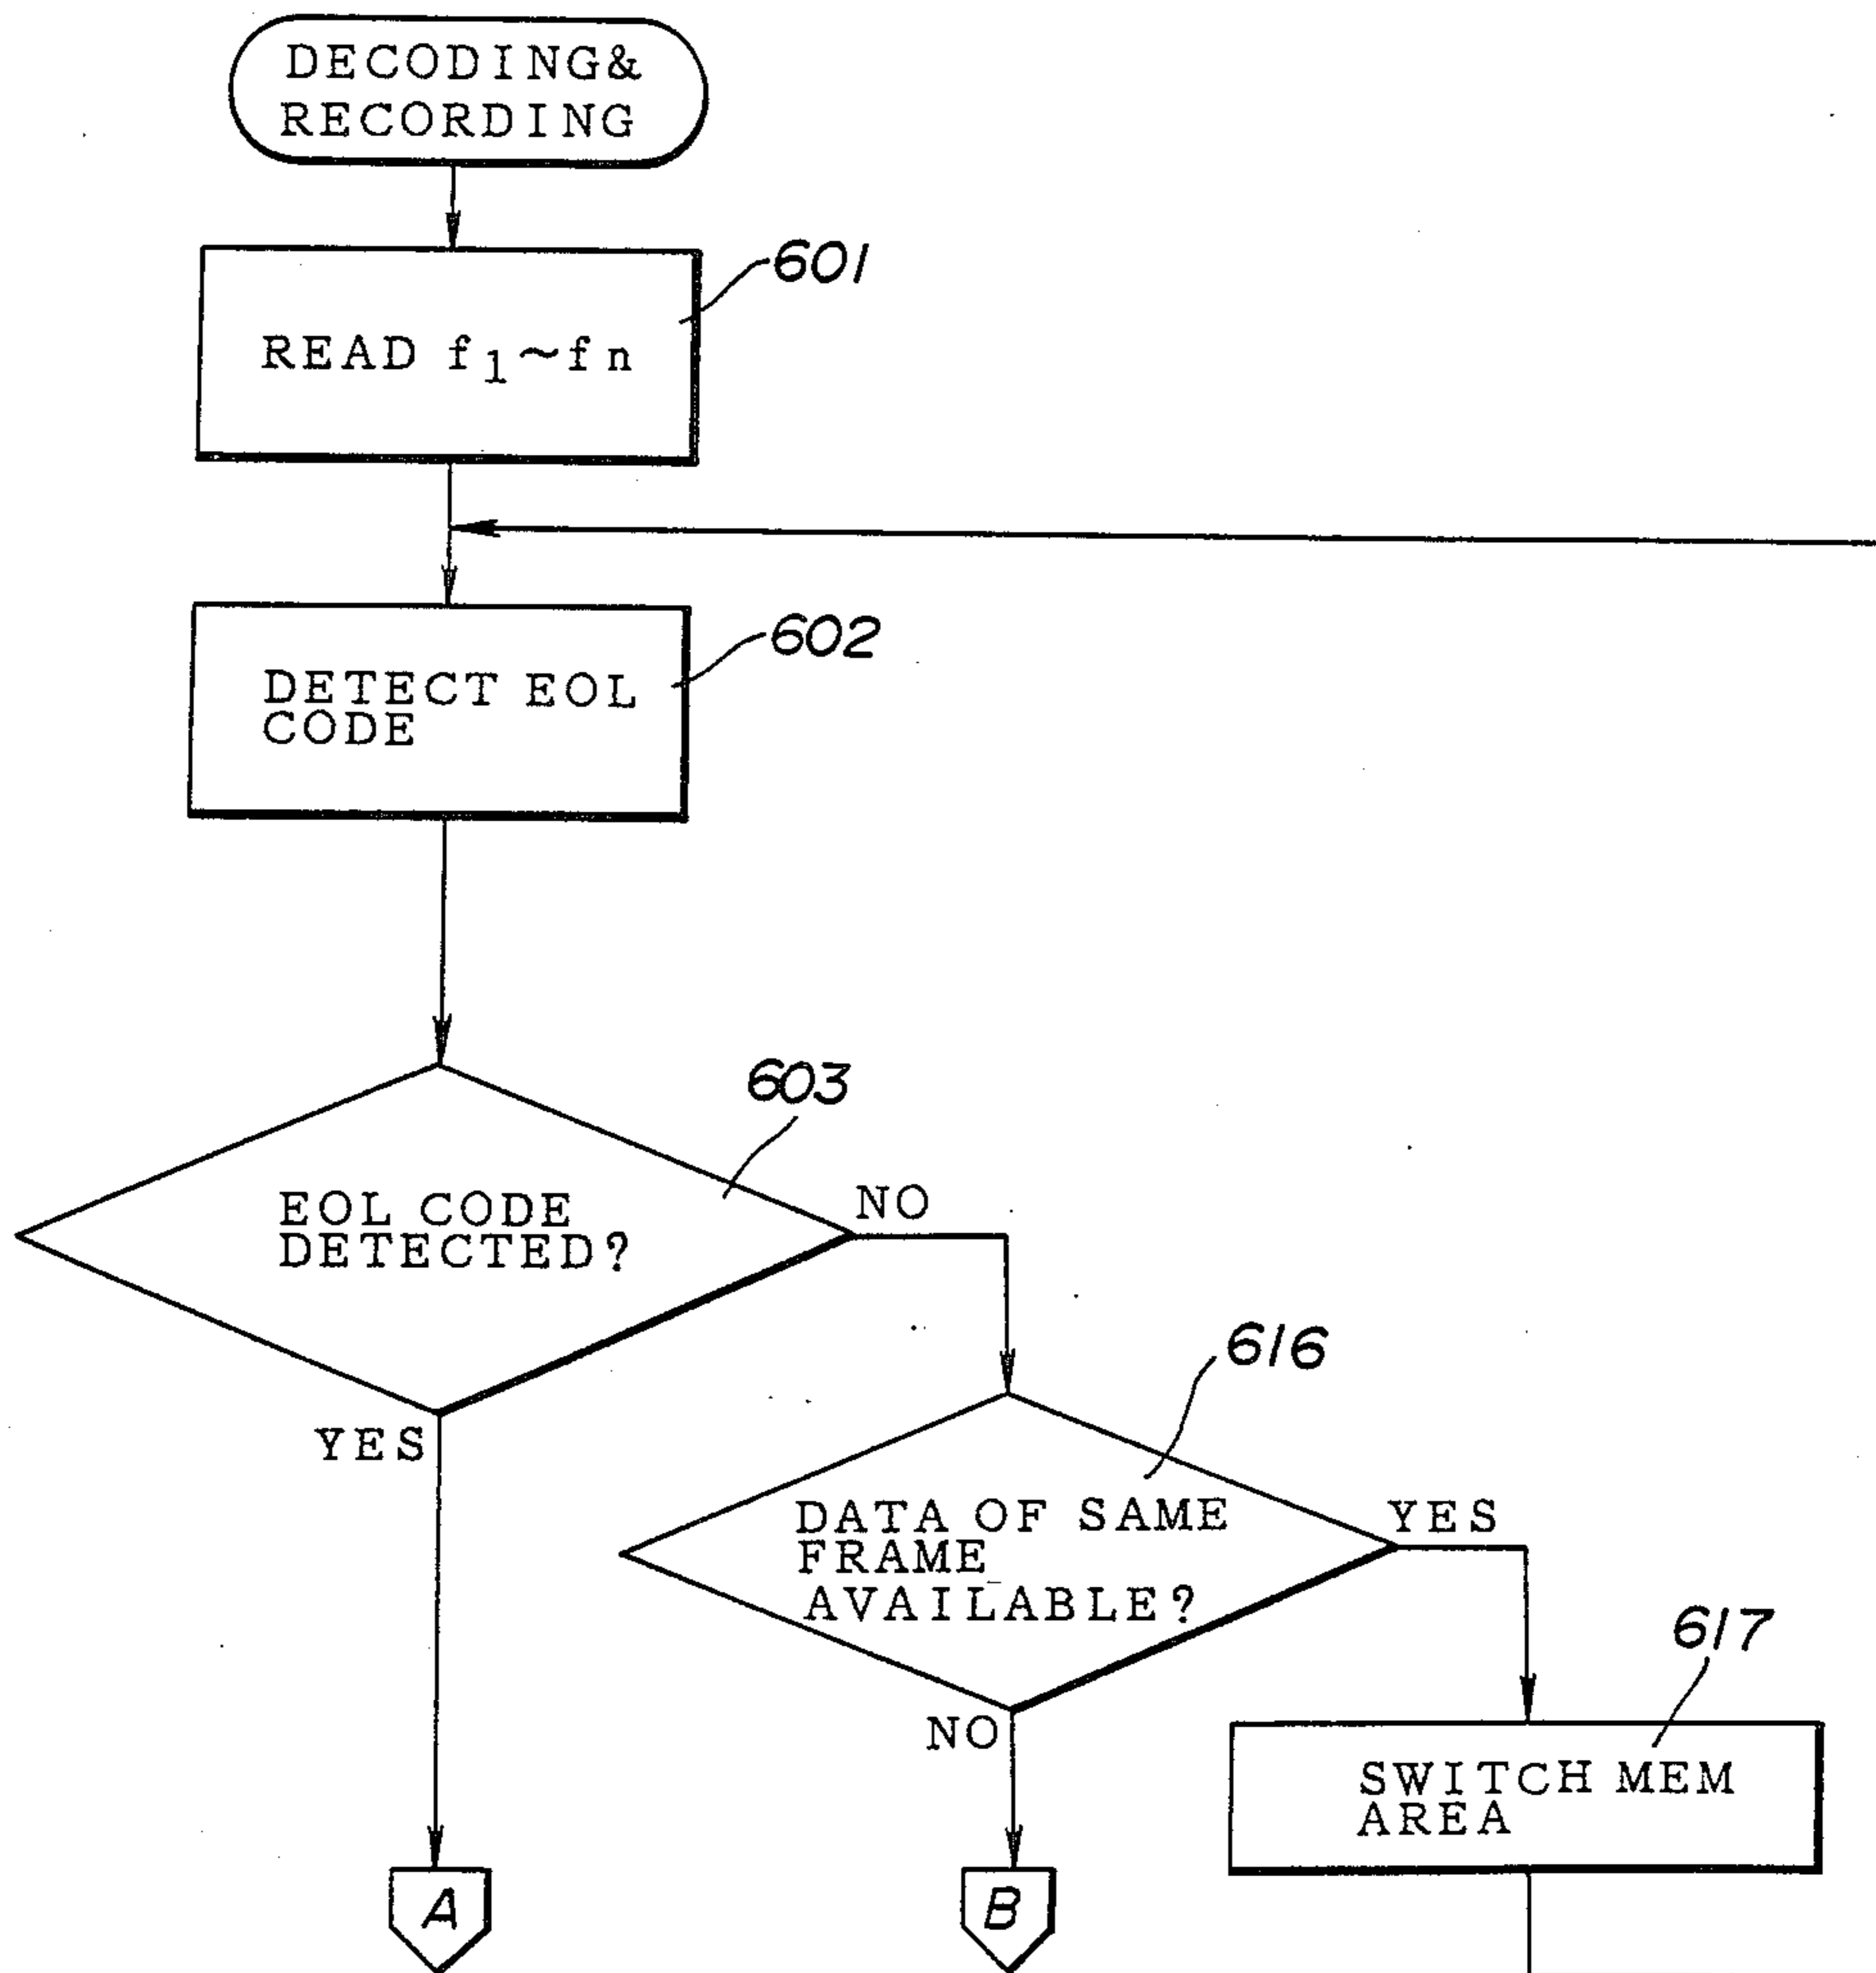 DECODING&
RECORDING
601
READ f1~fn
602
DETECT EOL
CODE
603
EOL CODE
DETECTED?
NO
YES
616
DATA OF SAME
FRAME
AVAILABLE?
YES
NO
617
SWITCH MEM
AREA
A
B